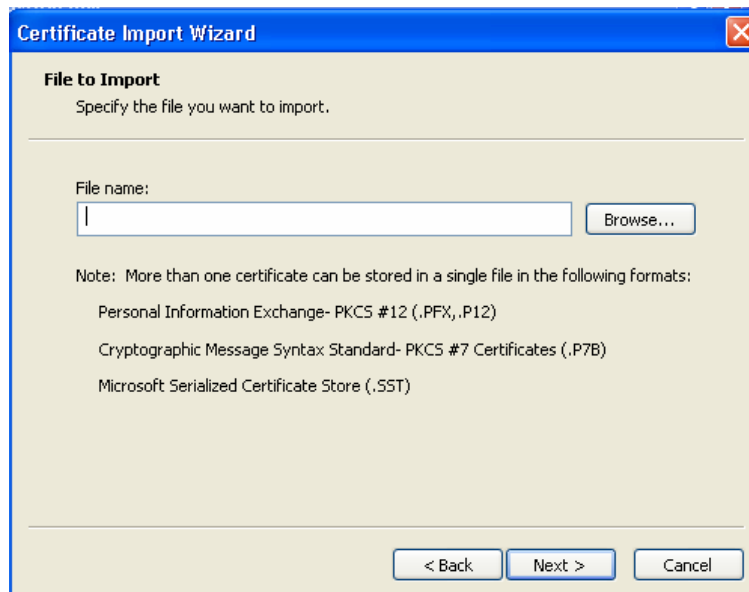 Certificate Import Wizard
File to Import
Specify the file you want to import.
File name:
Browse...
Note: More than one certificate can be stored in a single file in the following formats:
Personal Information Exchange- PKCS #12 (.PFX,.P12)
Cryptographic Message Syntax Standard- PKCS #7 Certificates (.P7B)
Microsoft Serialized Certificate Store (.SST)
< Back
Next >
Cancel